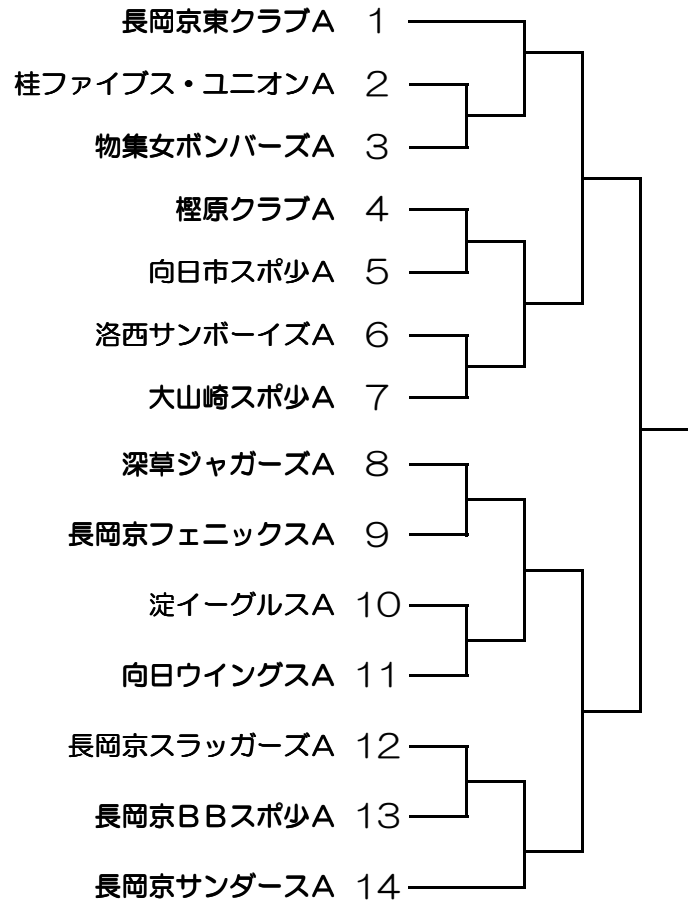 長岡京東クラブA 1
桂ファイブス・ユニオンA 2
物集女ボンバーズA 3
樫原クラブA 4
向日市スポ少A 5
洛西サンボーイズA 6
大山崎スポ少A 7
深草ジャガーズA 8
長岡京フェニックスA 9
淀イーグルスA 10
向日ウイングスA 11
長岡京スラッガーズA 12
長岡京BBスポ少A 13
長岡京サンダースA 14